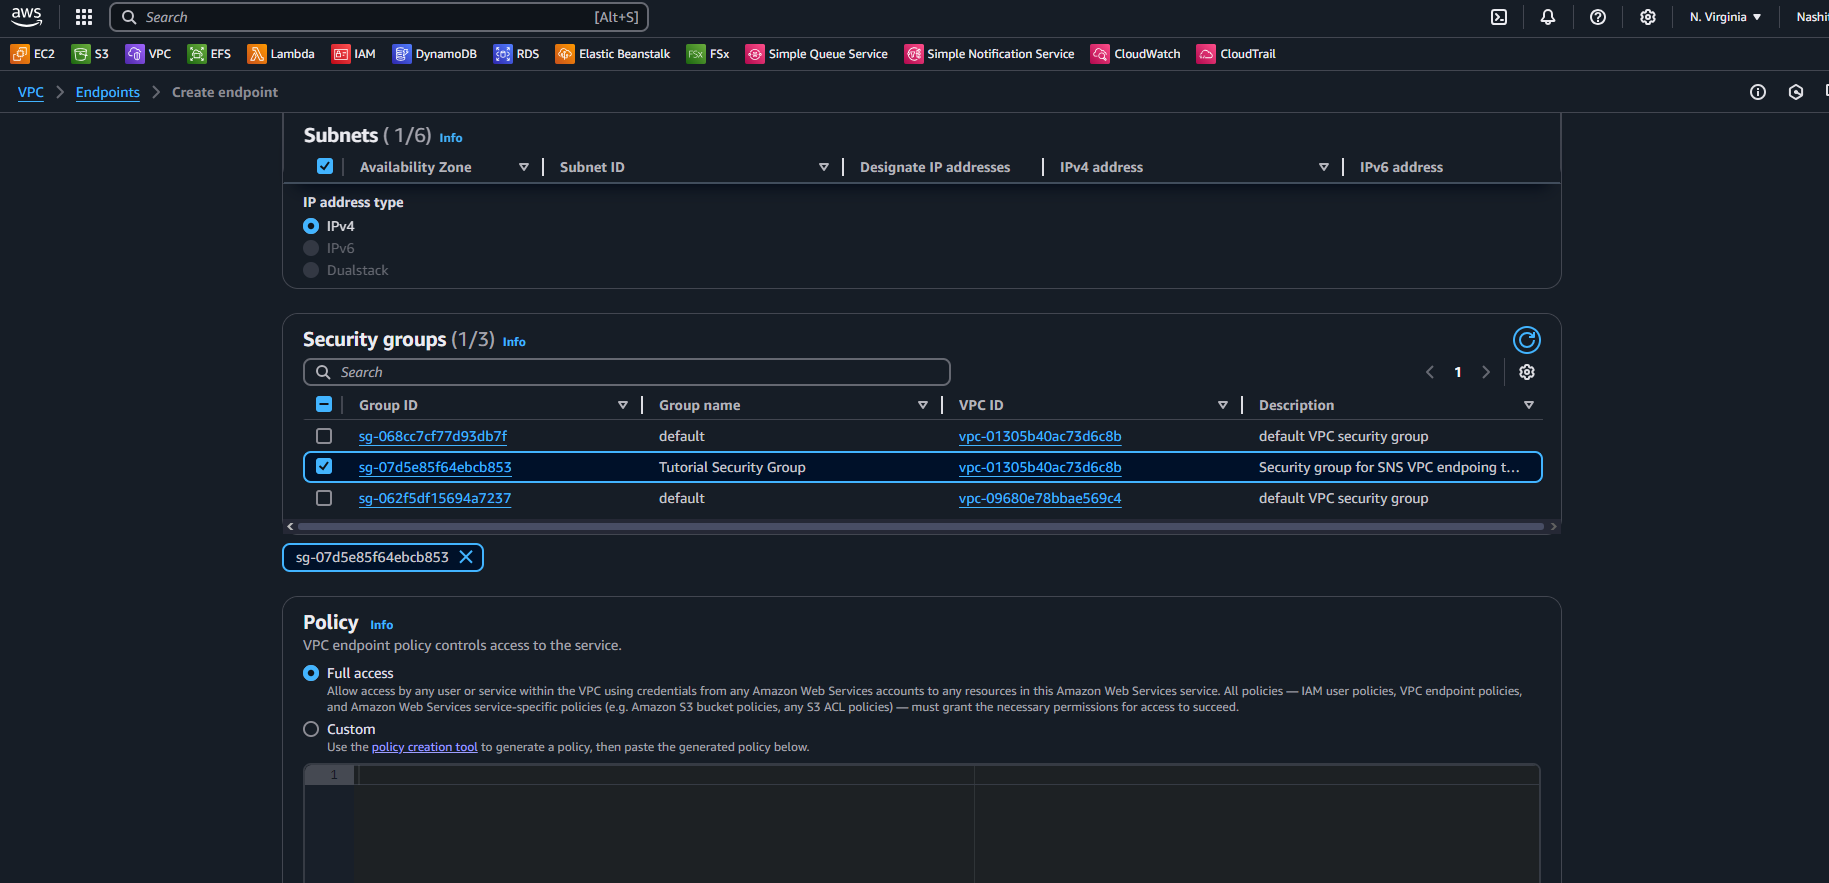 aws Search [Alt+S] N. Virginia ▼ Nashi
EC2 S3 VPC EFS Lambda IAM DynamoDB RDS Elastic Beanstalk FSx FSx Simple Queue Service Simple Notification Service CloudWatch CloudTrail
VPC > Endpoints > Create endpoint
Subnets ( 1/6) Info
Availability Zone Subnet ID Designate IP addresses IPv4 address IPv6 address
IP address type
IPv4
IPv6
Dualstack
Security groups (1/3) Info
Search 1
Group ID Group name VPC ID Description
sg-068cc7cf77d93db7f default vpc-01305b40ac73d6c8b default VPC security group
sg-07d5e85f64ebcb853 Tutorial Security Group vpc-01305b40ac73d6c8b Security group for SNS VPC endpoing t...
sg-062f5df15694a7237 default vpc-09680e78bbae569c4 default VPC security group
sg-07d5e85f64ebcb853
Policy Info
VPC endpoint policy controls access to the service.
Full access
Allow access by any user or service within the VPC using credentials from any Amazon Web Services accounts to any resources in this Amazon Web Services service. All policies — IAM user policies, VPC endpoint policies,
and Amazon Web Services service-specific policies (e.g. Amazon S3 bucket policies, any S3 ACL policies) — must grant the necessary permissions for access to succeed.
Custom
Use the policy creation tool to generate a policy, then paste the generated policy below.
1